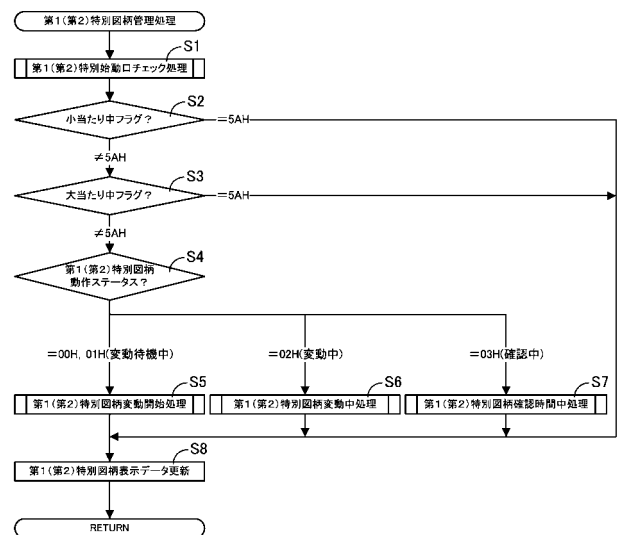 第1(第2)特別図柄管理処理
S1
第1(第2)特別始動口チェック処理
S2
小当たり中フラグ?
=5AH
≠5AH
S3
大当たり中フラグ?
=5AH
≠5AH
S4
第1(第2)特別図柄
動作ステータス?
=00H, 01H(変動待機中)
=02H(変動中)
=03H(確認中)
S5
第1(第2)特別図柄変動開始処理
S6
第1(第2)特別図柄変動中処理
S7
第1(第2)特別図柄確認時間中処理
S8
第1(第2)特別図柄表示データ更新
RETURN